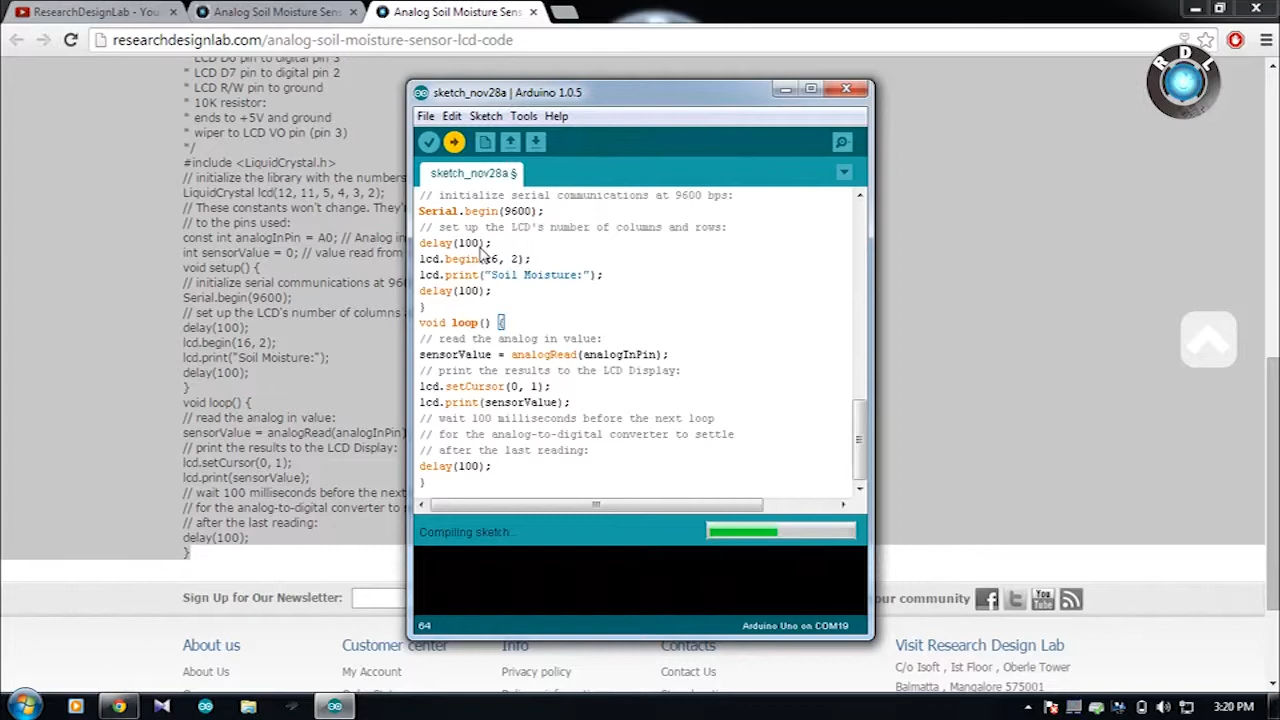 ResearchDesignLab - You
Analog Soil Moisture Sens
Analog Soil Moisture Sens
researchdesignlab.com/analog-soil-moisture-sensor-lcd-code
R D L
* LCD D6 pin to digital pin 3
* LCD D7 pin to digital pin 2
* LCD R/W pin to ground
* 10K resistor:
* ends to +5V and ground
* wiper to LCD VO pin (pin 3)
*/
#include <LiquidCrystal.h>
// initialize the library with the numbers
LiquidCrystal lcd(12, 11, 5, 4, 3, 2);
// These constants won't change. They'
// to the pins used:
const int analogInPin = A0; // Analog i
int sensorValue = 0; // value read from
void setup() {
// initialize serial communications at 9
Serial.begin(9600);
// set up the LCD's number of columns a
delay(100);
lcd.begin(16, 2);
lcd.print("Soil Moisture:");
delay(100);
}
void loop() {
// read the analog in value:
sensorValue = analogRead(analogInPin)
// print the results to the LCD Display:
lcd.setCursor(0, 1);
lcd.print(sensorValue);
// wait 100 milliseconds before the next
// for the analog-to-digital converter to s
// after the last reading:
delay(100);
}
sketch_nov28a | Arduino 1.0.5
File Edit Sketch Tools Help
sketch_nov28a §
// initialize serial communications at 9600 bps:
Serial.begin(9600);
// set up the LCD's number of columns and rows:
delay(100);
lcd.begin 6, 2);
lcd.print("Soil Moisture:");
delay(100);
}
void loop() {
// read the analog in value:
sensorValue = analogRead(analogInPin);
// print the results to the LCD Display:
lcd.setCursor(0, 1);
lcd.print(sensorValue);
// wait 100 milliseconds before the next loop
// for the analog-to-digital converter to settle
// after the last reading:
delay(100);
}
Compiling sketch...
64
Arduino Uno on COM19
Sign Up for Our Newsletter:
our community
You Tube
About us
Customer center
Info
Contacts
Visit Research Design Lab
About Us
My Account
Privacy policy
Contact Us
C/o Isoft , Ist Floor , Oberle Tower
Balmatta , Mangalore 575001
3:20 PM